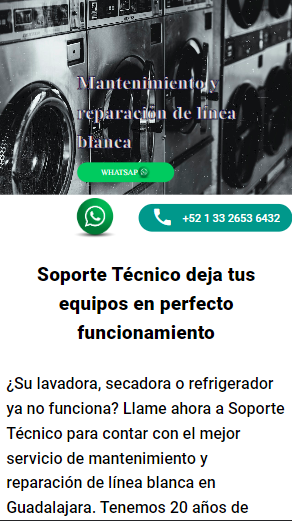 Mantenimiento y
reparación de línea
blanca
WHATSAP
+52 1 33 2653 6432
Soporte Técnico deja tus
equipos en perfecto
funcionamiento
¿Su lavadora, secadora o refrigerador
ya no funciona? Llame ahora a Soporte
Técnico para contar con el mejor
servicio de mantenimiento y
reparación de línea blanca en
Guadalajara. Tenemos 20 años de